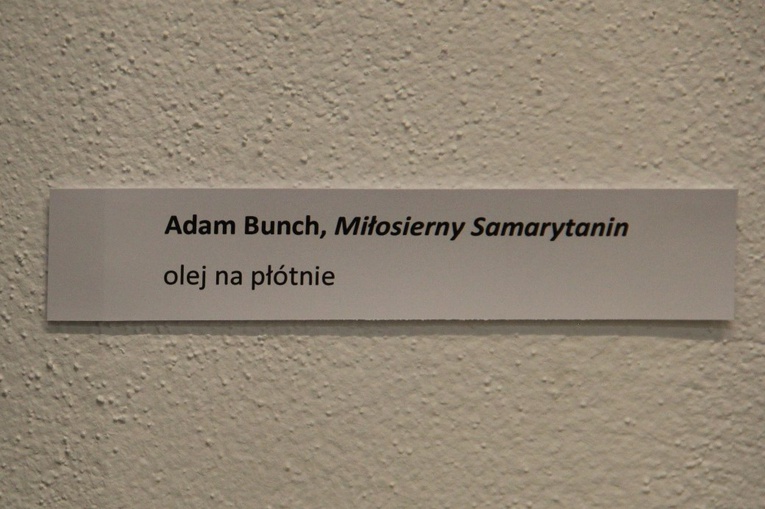 Adam Bunch, Miłosierny Samarytanin
olej na płótnie